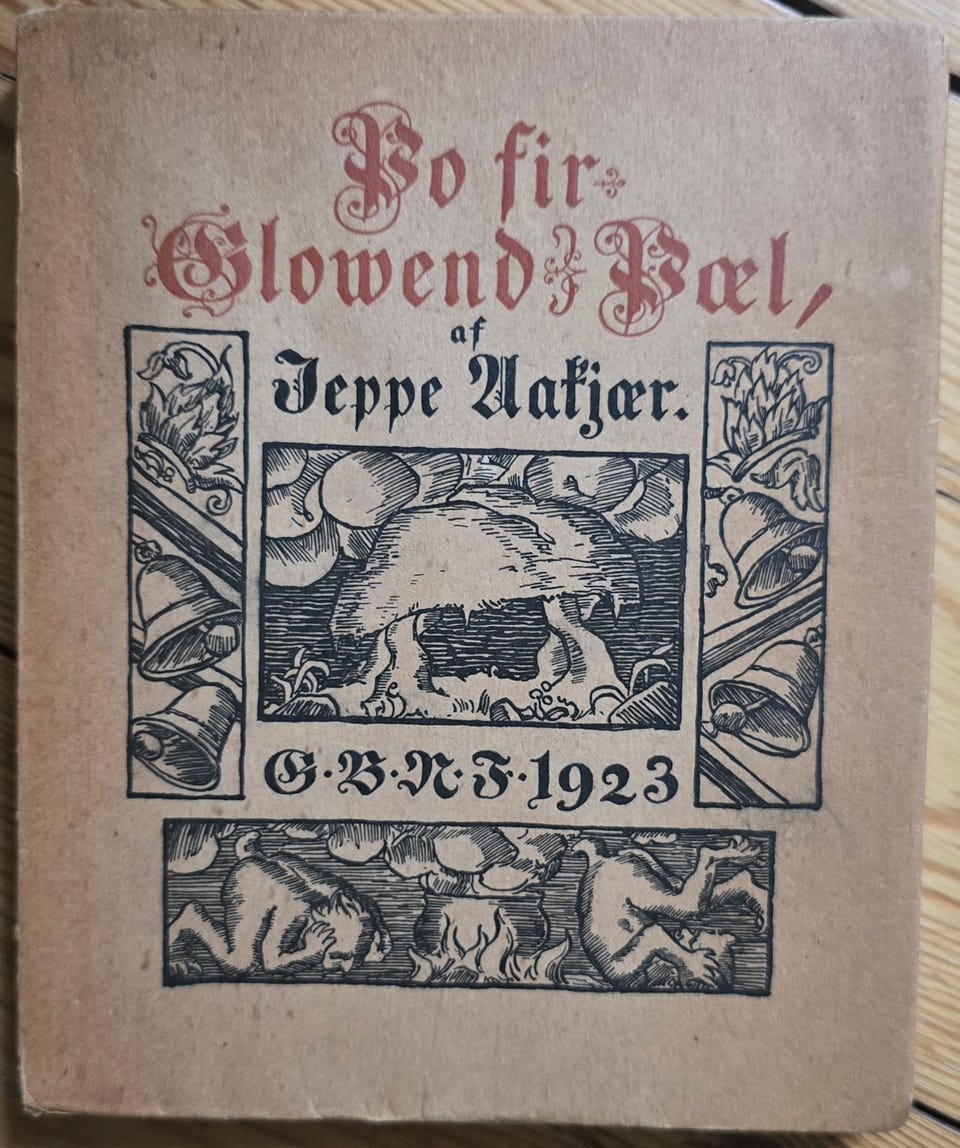 Po fir
Glowend Pæl,
af
Jeppe Aakjær.
G·B·N·F·1923